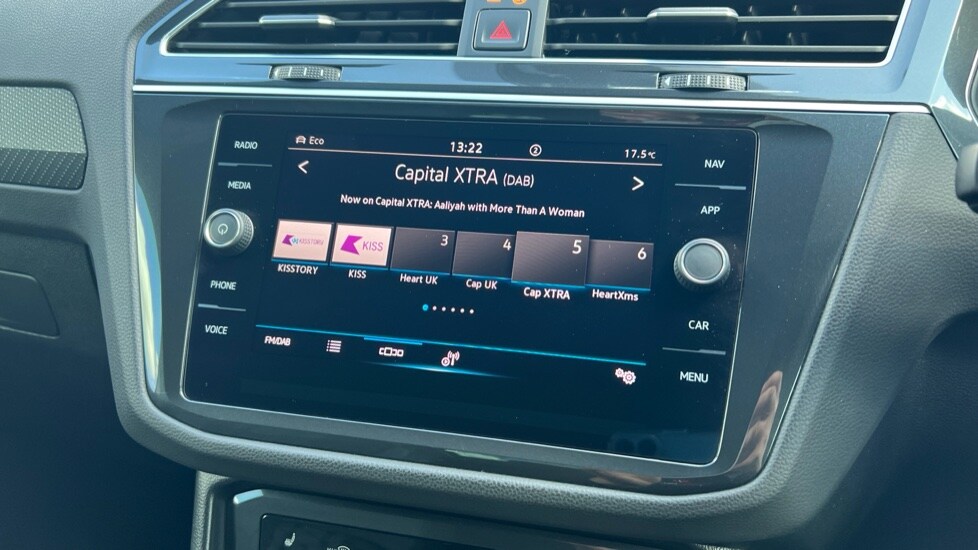 RADIO
MEDIA
PHONE
VOICE
Eco
13:22
2
17.5°C
<
Capital XTRA (DAB)
>
Now on Capital XTRA: Aaliyah with More Than A Woman
KISSTORY
KISS
3
4
5
6
KISSTORY
KISS
Heart UK
Cap UK
Cap XTRA
HeartXms
FM/DAB
NAV
APP
CAR
MENU